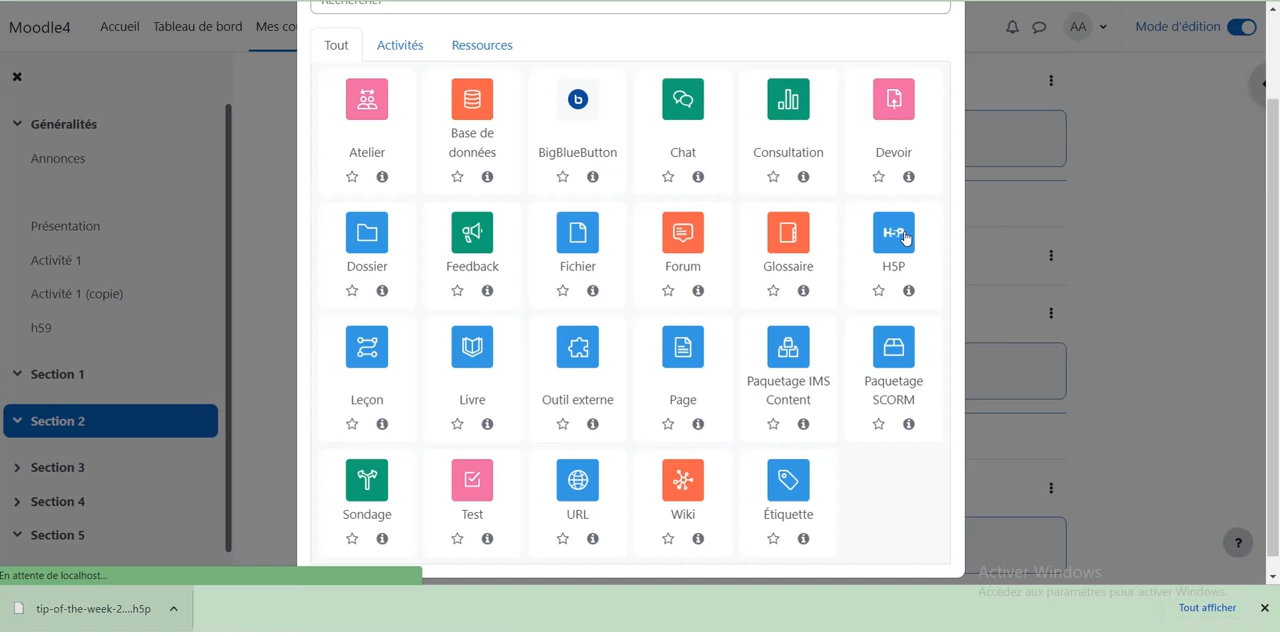 Rechercher
Moodle4 Accueil Tableau de bord Mes co
AA Mode d'édition
Tout Activités Ressources
Généralités
Annonces
Présentation
Activité 1
Activité 1 (copie)
h59
Section 1
Section 2
Section 3
Section 4
Section 5
Atelier
Base de
données
b
BigBlueButton
Chat
Consultation
Devoir
Dossier
Feedback
Fichier
Forum
Glossaire
H5P
H5P
Leçon
Livre
Outil externe
Page
Paquetage IMS
Content
Paquetage
SCORM
Sondage
Test
URL
Wiki
Étiquette
?
En attente de localhost...
Activer Windows
Accédez aux paramètres pour activer Windows.
tip-of-the-week-2....h5p
Tout afficher